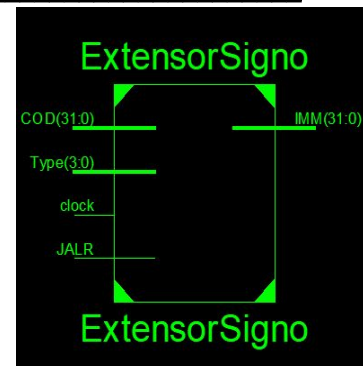 ExtensorSigno
COD(31:0)
IMM(31:0)
Type(3:0)
clock
JALR
ExtensorSigno